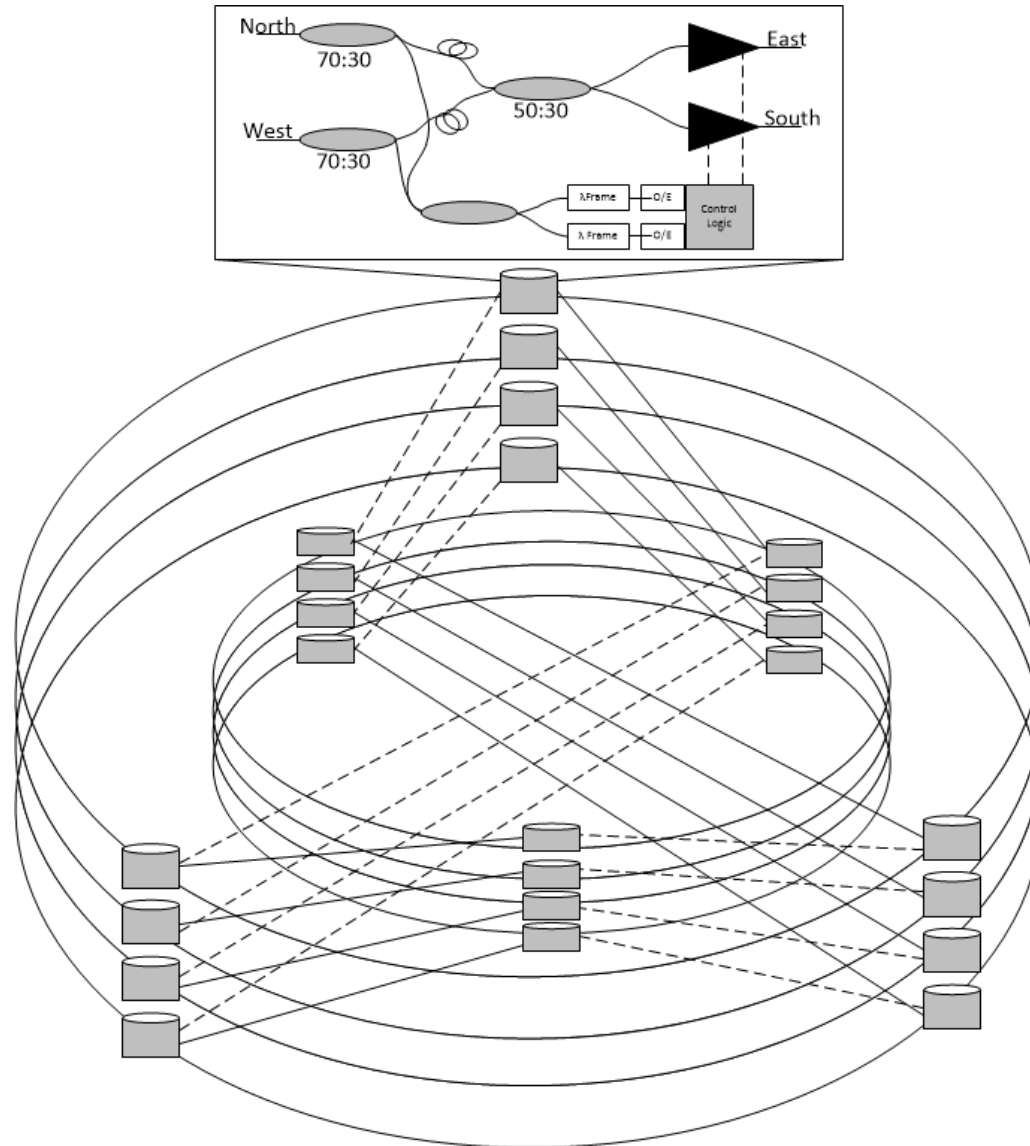 North
70:30
East
50:30
West
70:30
South
λFrame
O/E
Control
Logic
λ Frame
O/E